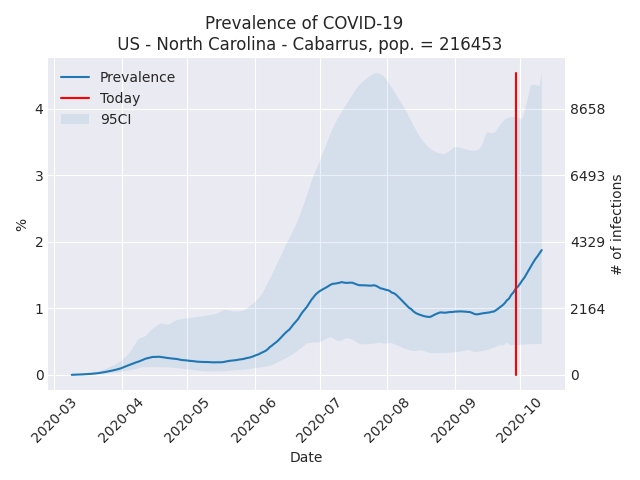 Prevalence of COVID-19
US - North Carolina - Cabarrus, pop. = 216453
Prevalence
Today
95CI
4
3
2
1
0
%
8658
6493
4329
2164
0
# of infections
2020-03
2020-04
2020-05
2020-06
2020-07
2020-08
2020-09
2020-10
Date